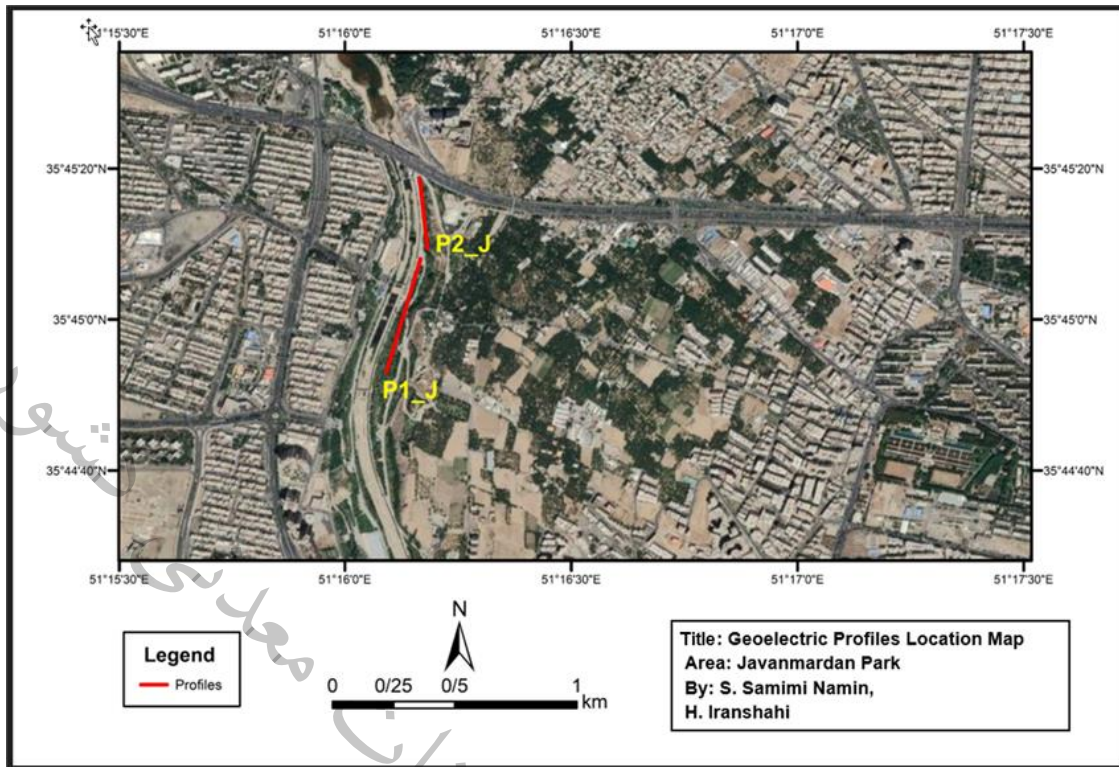 51°15'30"E 51°16'0"E 51°16'30"E 51°17'0"E 51°17'30"E
35°45'20"N 35°45'20"N
P2_J
35°45'0"N 35°45'0"N
P1_J
35°44'40"N 35°44'40"N
51°15'30"E 51°16'0"E 51°16'30"E 51°17'0"E 51°17'30"E
معدنی
Legend
Profiles
N
0 0/25 0/5 1
km
Title: Geoelectric Profiles Location Map
Area: Javanmardan Park
By: S. Samimi Namin,
H. Iranshahi